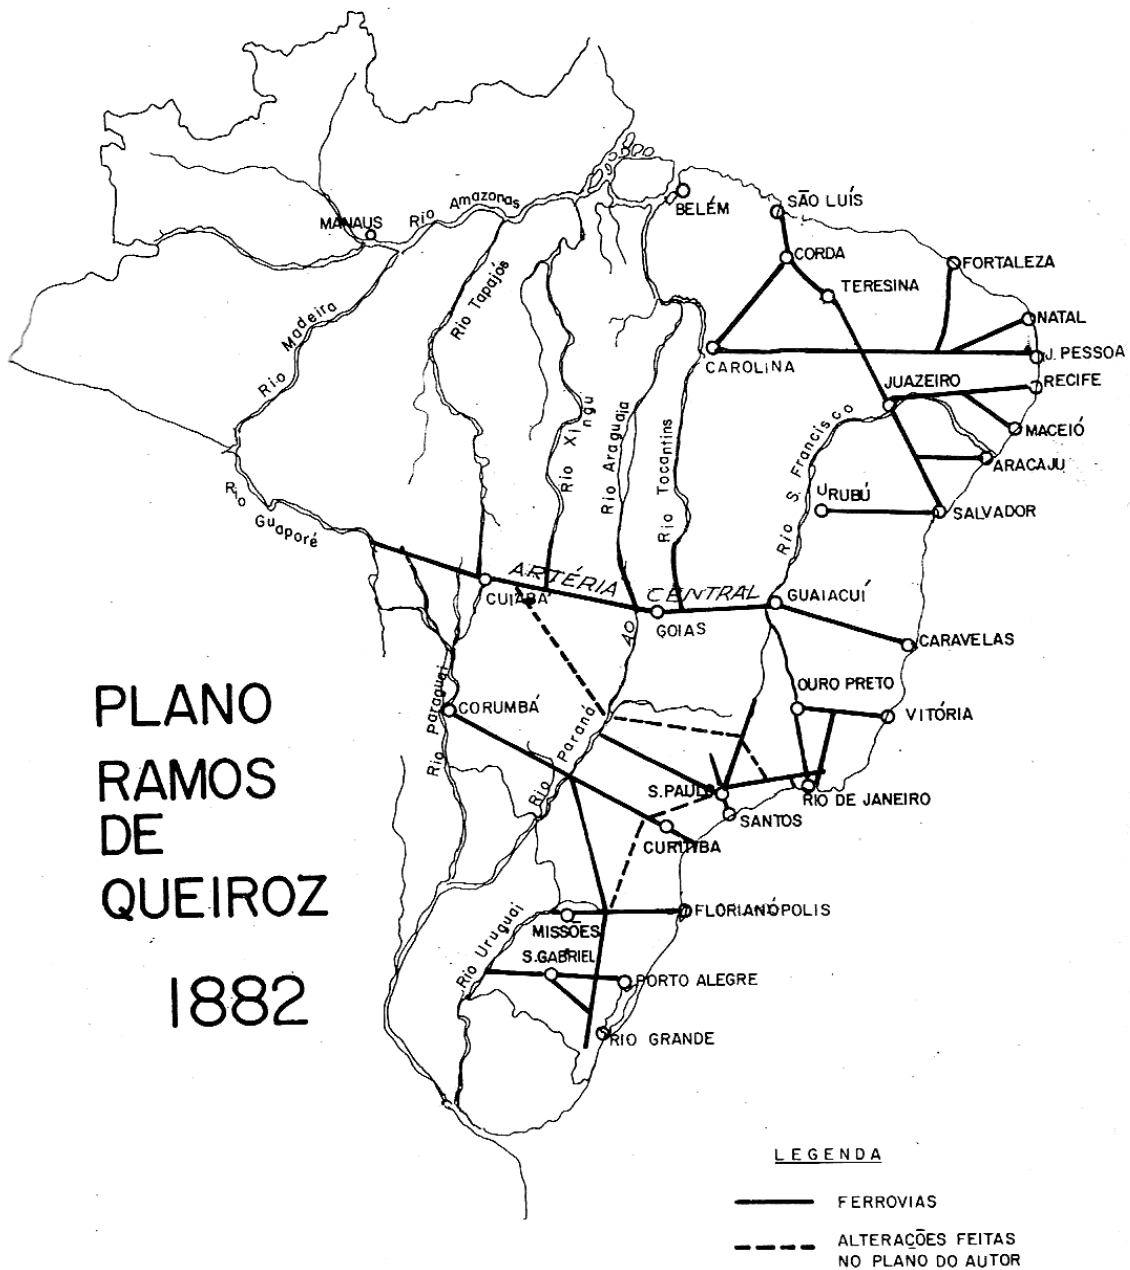 BELÉM
SÃO LUÍS
MANAUS
Rio Amazonas
CORDA
FORTALEZA
TERESINA
Rio Tapajós
NATAL
Rio Madeira
J. PESSOA
CAROLINA
JUAZEIRO
RECIFE
Rio Xingu
Rio Araguaia
Rio Tocantins
Rio S. Francisco
MACEIÓ
ARACAJU
URUBÚ
SALVADOR
Rio Guaporé
ARTÉRIA CENTRAL
CUIABÁ
GUAIACUÍ
GOIAS
AO
CARAVELAS
PLANO
RAMOS
DE
QUEIROZ
1882
OURO PRETO
VITÓRIA
CORUMBÁ
Rio Paraguai
Rio Paraná
S. PAULO
RIO DE JANEIRO
SANTOS
CURITIBA
FLORIANÓPOLIS
MISSÕES
Rio Uruguai
S. GABRIEL
PORTO ALEGRE
RIO GRANDE
LEGENDA
FERROVIAS
ALTERAÇÕES FEITAS
NO PLANO DO AUTOR